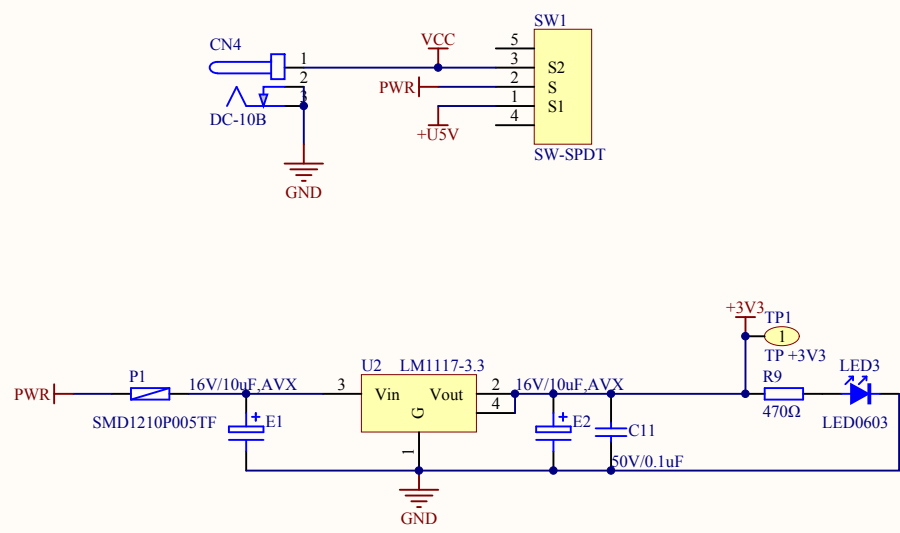 SW1
CN4
VCC
5
1
3
S2
2
PWR
2
S
3
1
S1
DC-10B
+U5V
4
SW-SPDT
GND
+3V3
TP1
1
TP +3V3
P1
U2
LM1117-3.3
R9
LED3
PWR
16V/10uF,AVX
3
Vin
Vout
2
16V/10uF,AVX
4
G
SMD1210P005TF
E1
E2
C11
470Ω
LED0603
1
50V/0.1uF
GND